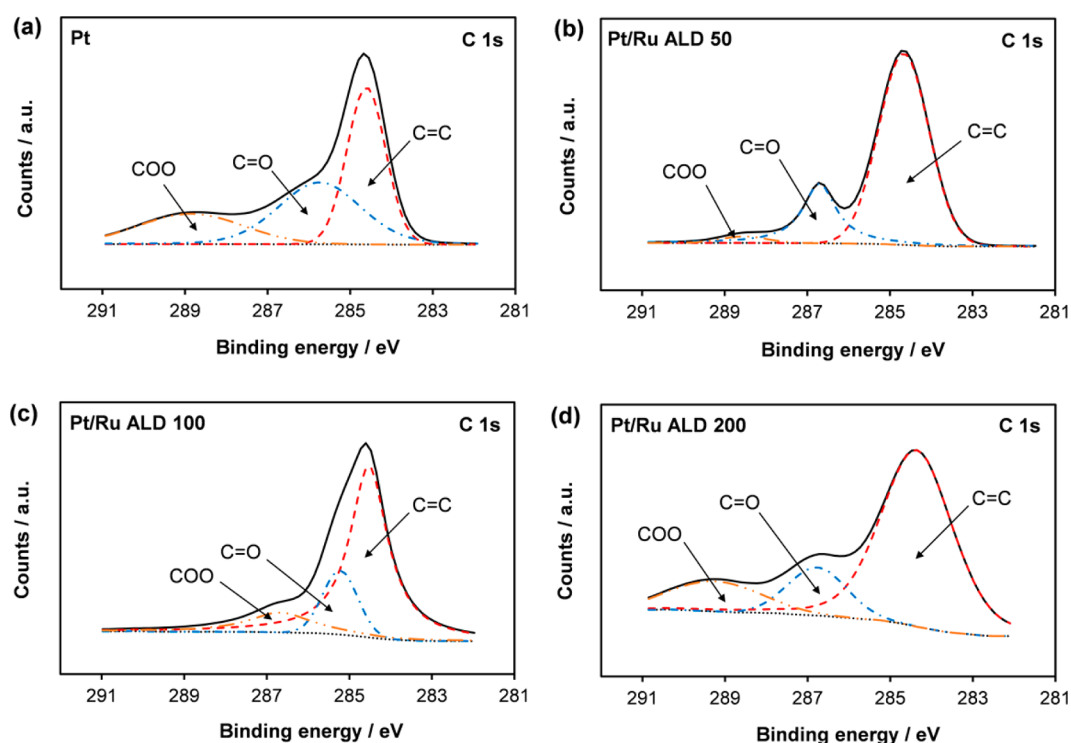 (a)
Pt
C 1s
COO
C=O
C=C
Counts / a.u.
291 289 287 285 283 281
Binding energy / eV
(b)
Pt/Ru ALD 50
C 1s
COO
C=O
C=C
Counts / a.u.
291 289 287 285 283 281
Binding energy / eV
(c)
Pt/Ru ALD 100
C 1s
COO
C=O
C=C
Counts / a.u.
291 289 287 285 283 281
Binding energy / eV
(d)
Pt/Ru ALD 200
C 1s
COO
C=O
C=C
Counts / a.u.
291 289 287 285 283 281
Binding energy / eV